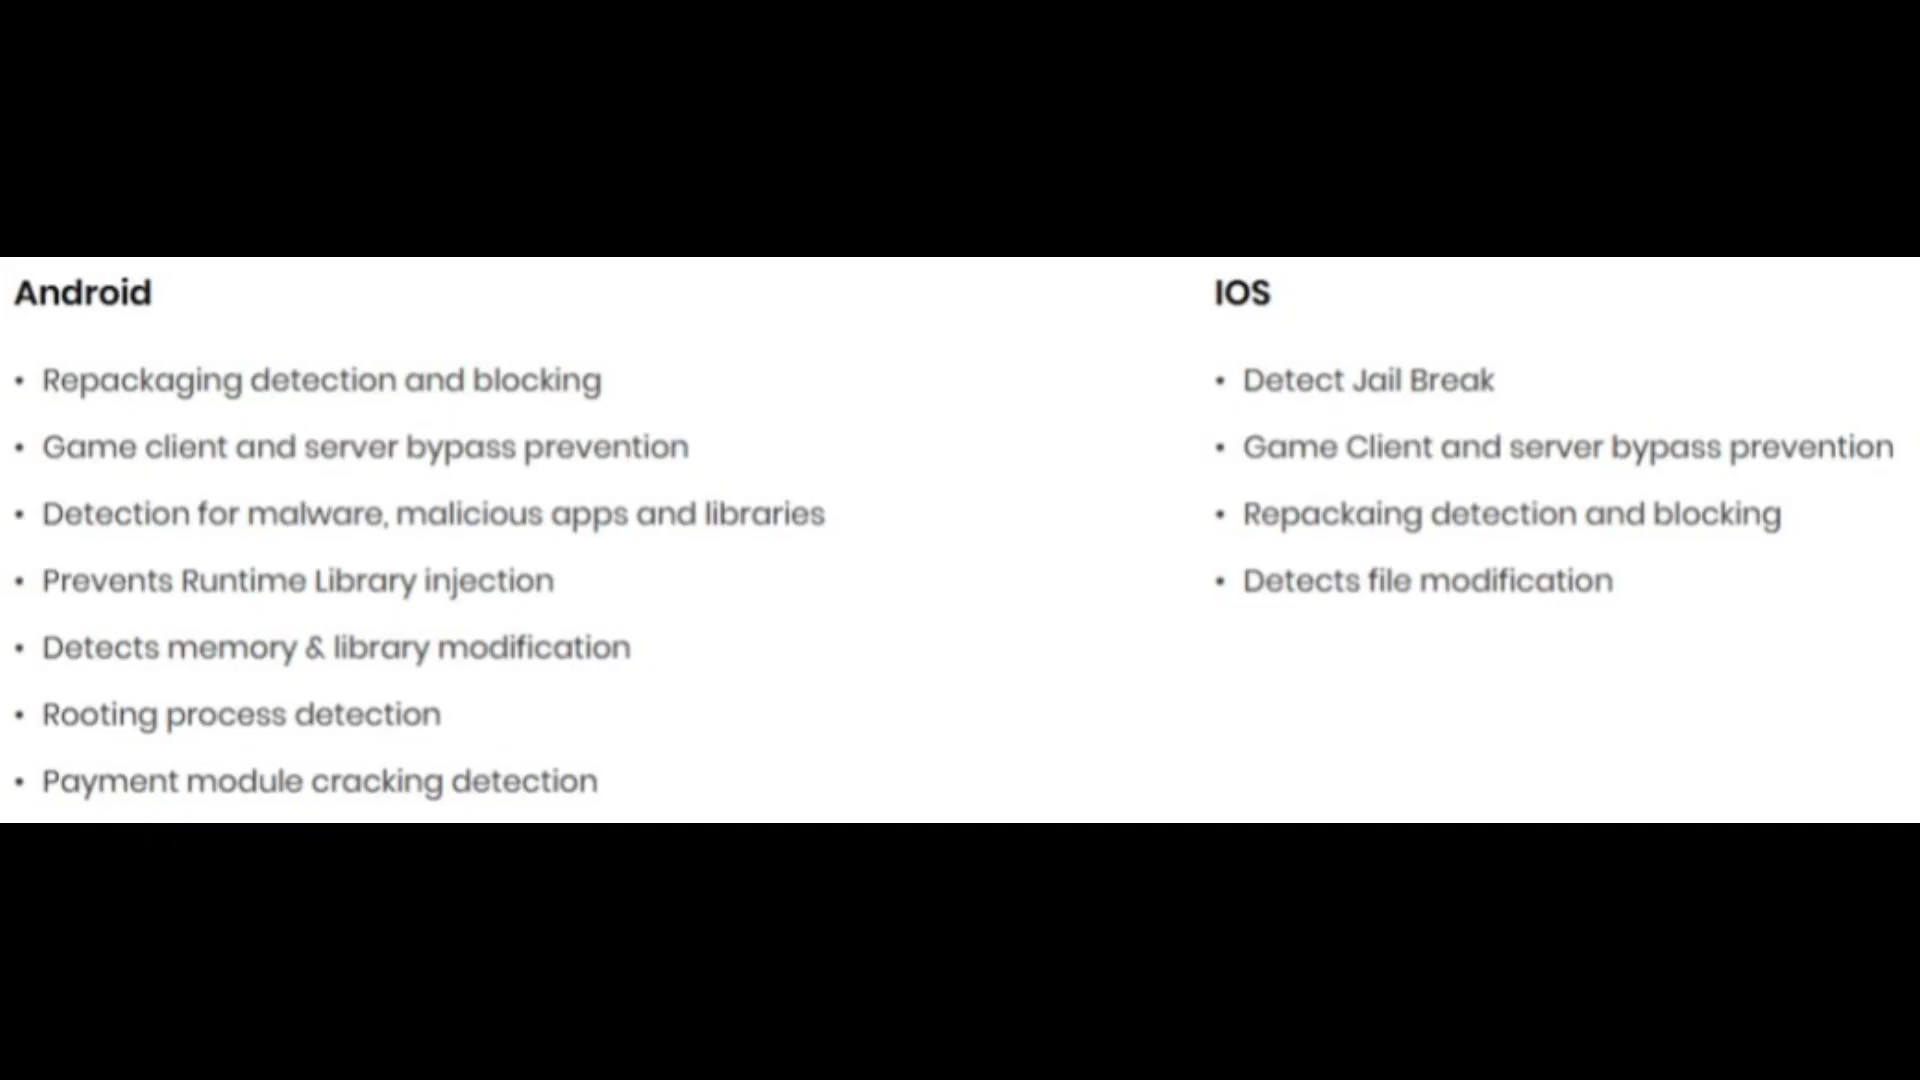 Android
• Repackaging detection and blocking
• Game client and server bypass prevention
• Detection for malware, malicious apps and libraries
• Prevents Runtime Library injection
• Detects memory & library modification
• Rooting process detection
• Payment module cracking detection
IOS
• Detect Jail Break
• Game Client and server bypass prevention
• Repackaing detection and blocking
• Detects file modification